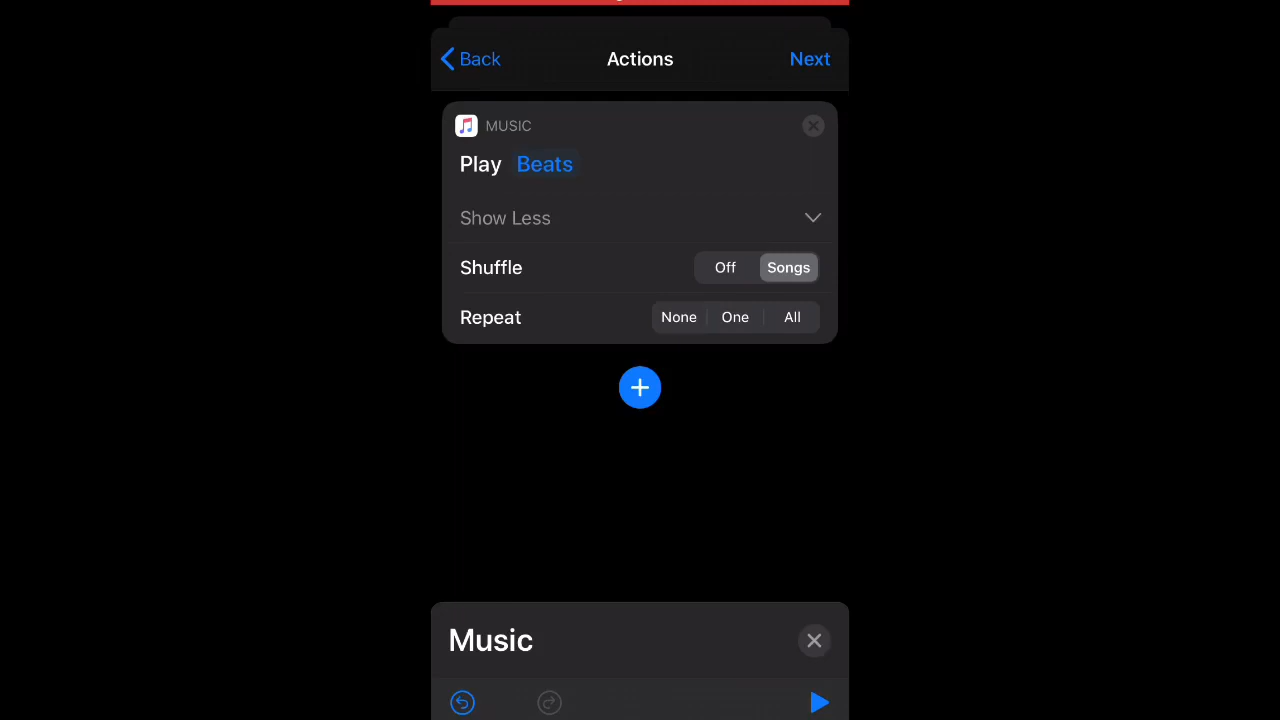 Back Actions Next
MUSIC
Play Beats
Show Less
Shuffle Off Songs
Repeat None One All
Music